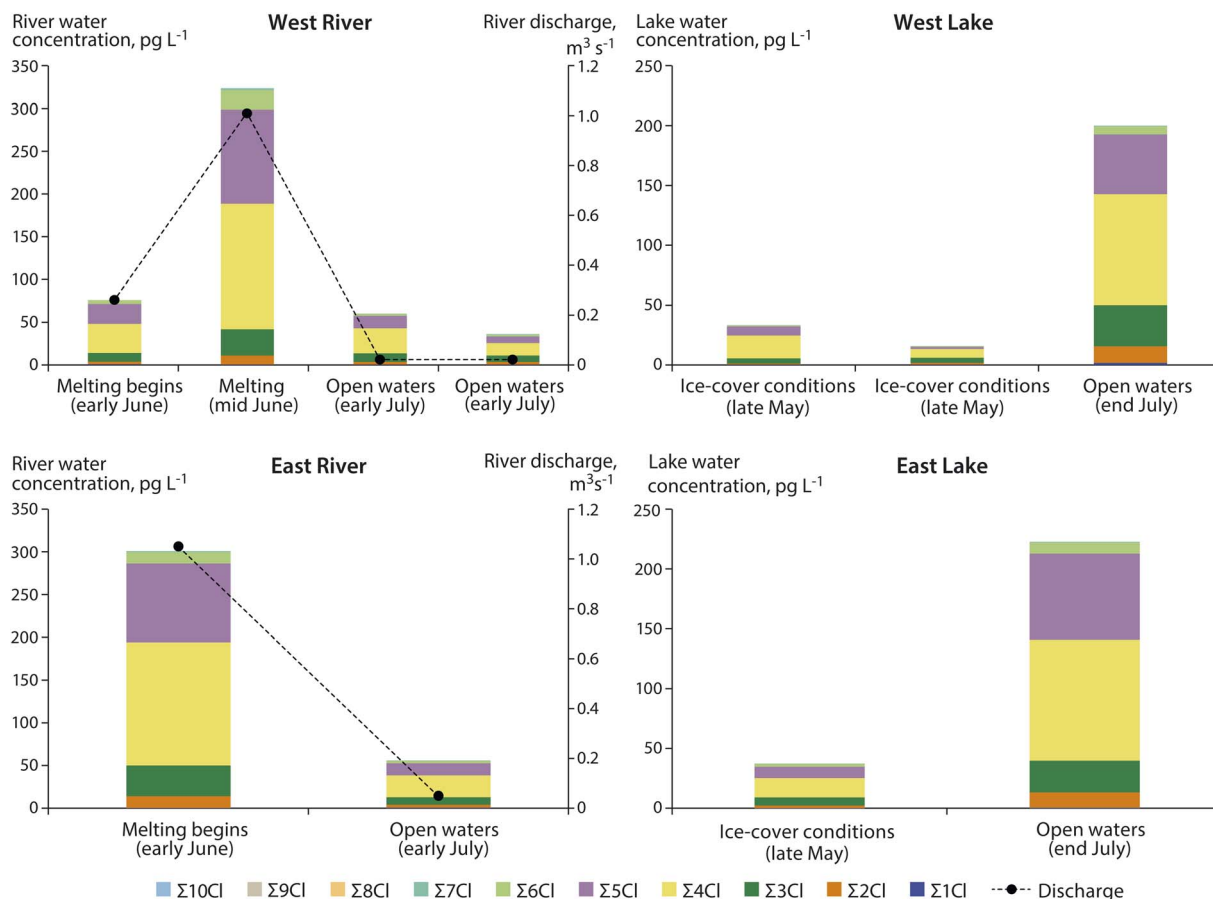 River water
concentration, pg L⁻¹
West River
River discharge,
m³ s⁻¹
350
300
250
200
150
100
50
0
1.2
1.0
0.8
0.6
0.4
0.2
0
Melting begins
(early June)
Melting
(mid June)
Open waters
(early July)
Open waters
(early July)
Lake water
concentration, pg L⁻¹
West Lake
250
200
150
100
50
0
Ice-cover conditions
(late May)
Ice-cover conditions
(late May)
Open waters
(end July)
River water
concentration, pg L⁻¹
East River
River discharge,
m³s⁻¹
350
300
250
200
150
100
50
0
1.2
1.0
0.8
0.6
0.4
0.2
0
Melting begins
(early June)
Open waters
(early July)
Lake water
concentration, pg L⁻¹
East Lake
250
200
150
100
50
0
Ice-cover conditions
(late May)
Open waters
(end July)
Σ10Cl Σ9Cl Σ8Cl Σ7Cl Σ6Cl Σ5Cl Σ4Cl Σ3Cl Σ2Cl Σ1Cl Discharge